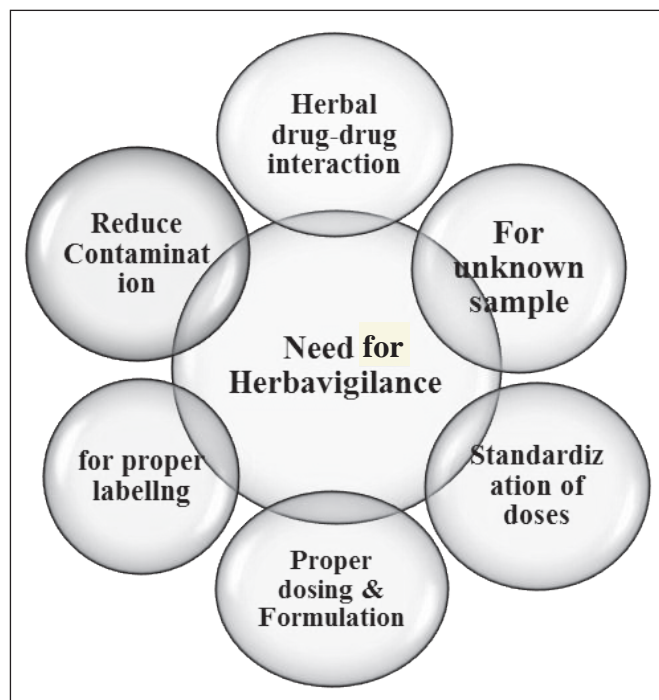 Herbal
drug-drug
interaction
For
unknown
sample
Standardiz
ation of
doses
Proper
dosing &
Formulation
for proper
labellng
Reduce
Contaminat
ion
Need for
Herbavigilance